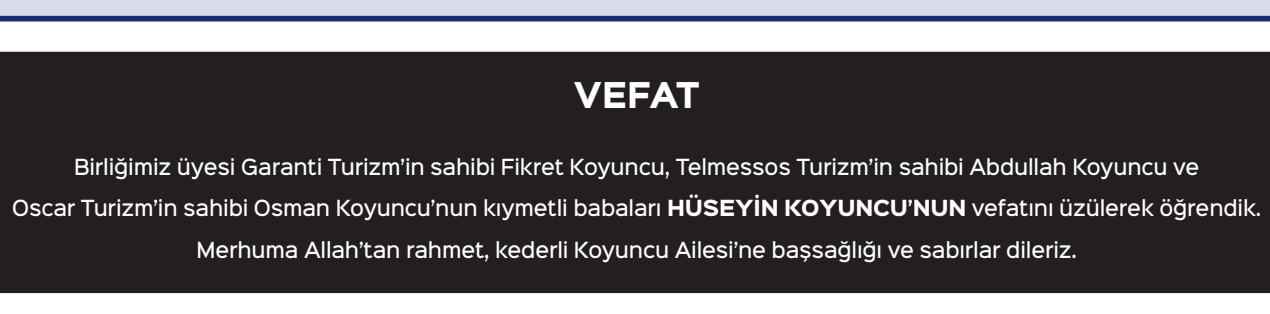 VEFAT
Birliğimiz üyesi Garanti Turizm’in sahibi Fikret Koyuncu, Telmessos Turizm’in sahibi Abdullah Koyuncu ve
Oscar Turizm’in sahibi Osman Koyuncu’nun kıymetli babaları HÜSEYİN KOYUNCU’NUN vefatını üzülerek öğrendik.
Merhuma Allah’tan rahmet, kederli Koyuncu Ailesi’ne başsağlığı ve sabırlar dileriz.